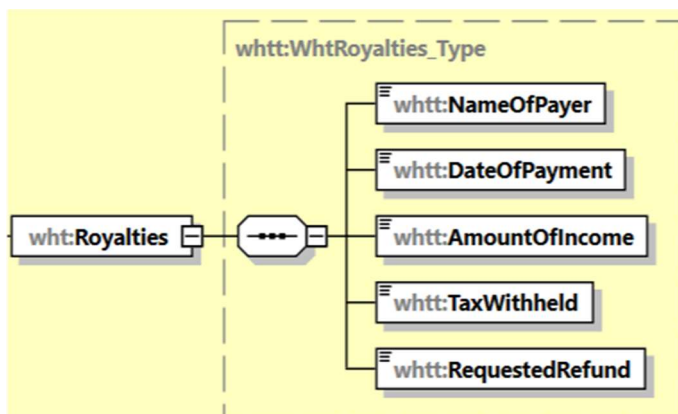 whtt:WhtRoyalties_Type
whtt:NameOfPayer
whtt:DateOfPayment
wht:Royalties
whtt:AmountOfIncome
whtt:TaxWithheld
whtt:RequestedRefund